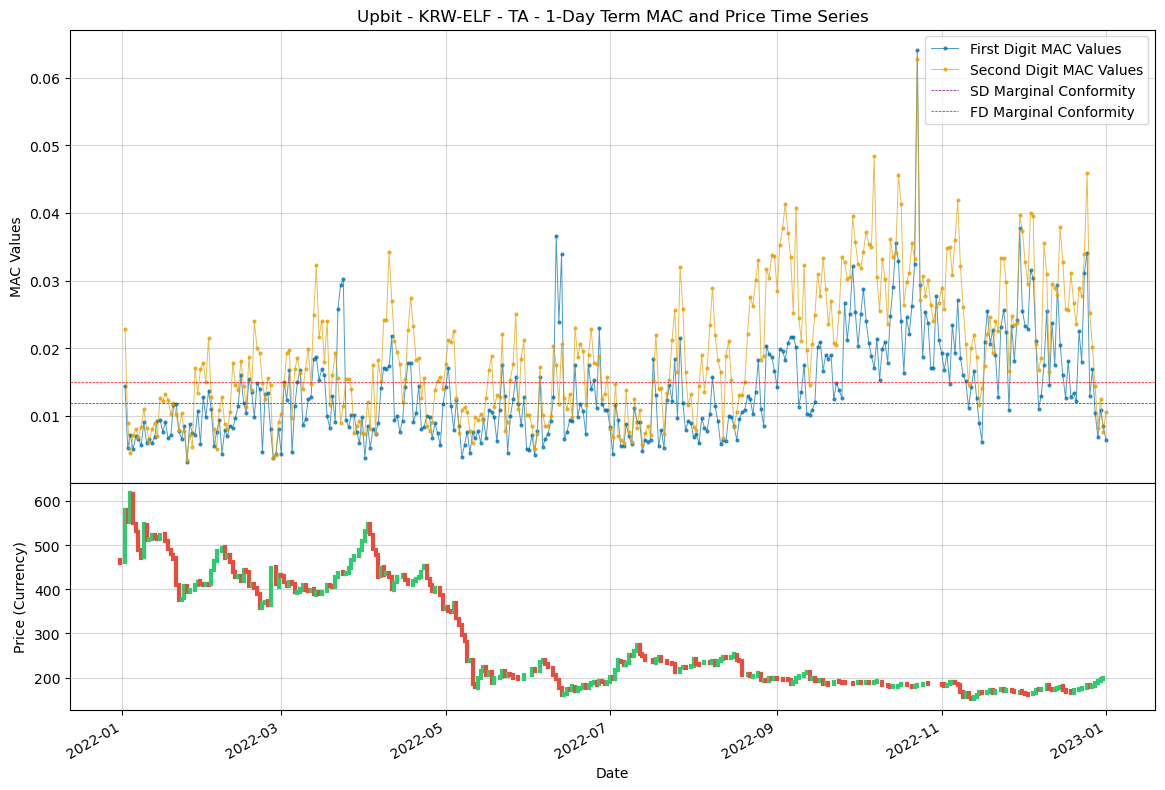 Upbit - KRW-ELF - TA - 1-Day Term MAC and Price Time Series
First Digit MAC Values
Second Digit MAC Values
SD Marginal Conformity
FD Marginal Conformity
MAC Values
0.06
0.05
0.04
0.03
0.02
0.01
Price (Currency)
600
500
400
300
200
2022-01
2022-03
2022-05
2022-07
2022-09
2022-11
2023-01
Date